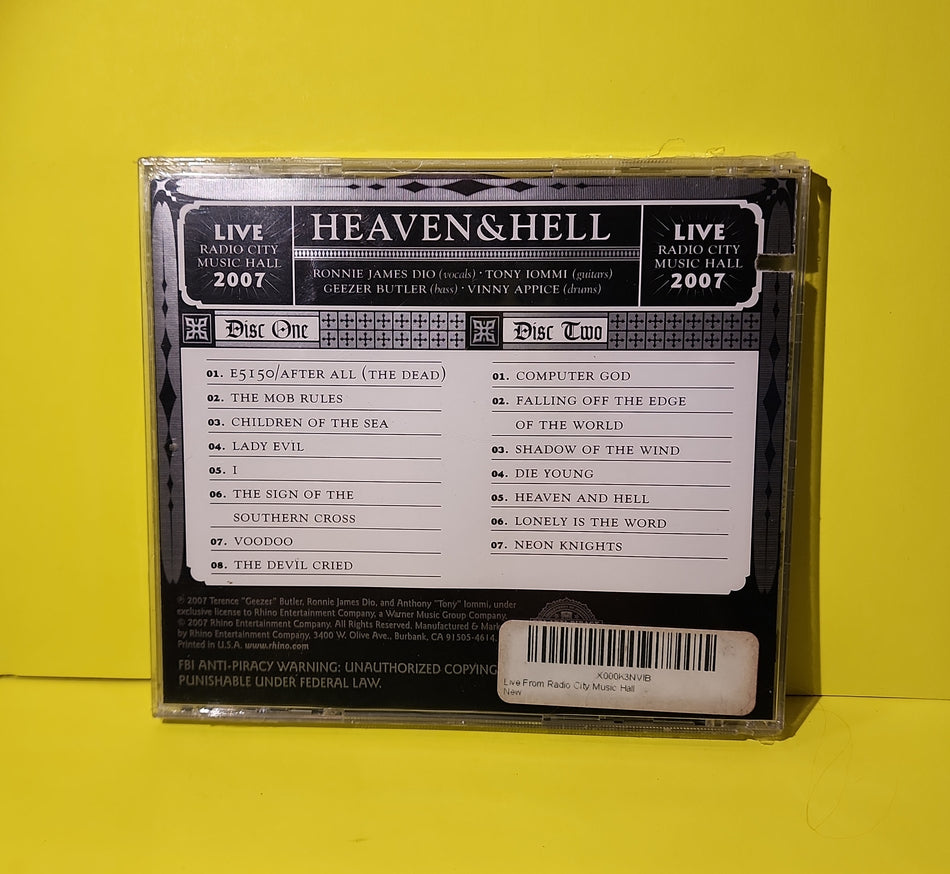 LIVE
RADIO CITY
MUSIC HALL
2007
HEAVEN&HELL
RONNIE JAMES DIO (vocals) · TONY IOMMI (guitars)
GEEZER BUTLER (bass) · VINNY APPICE (drums)
LIVE
RADIO CITY
MUSIC HALL
2007
Disc One
01. E5150/AFTER ALL (THE DEAD)
02. THE MOB RULES
03. CHILDREN OF THE SEA
04. LADY EVIL
05. I
06. THE SIGN OF THE
SOUTHERN CROSS
07. VOODOO
08. THE DEVIL CRIED
Disc Two
01. COMPUTER GOD
02. FALLING OFF THE EDGE
OF THE WORLD
03. SHADOW OF THE WIND
04. DIE YOUNG
05. HEAVEN AND HELL
06. LONELY IS THE WORD
07. NEON KNIGHTS
℗ 2007 Terence "Geezer" Butler, Ronnie James Dio, and Anthony "Tony" Iommi, under
exclusive license to Rhino Entertainment Company, a Warner Music Group Company.
© 2007 Rhino Entertainment Company. All Rights Reserved. Manufactured & Mark
by Rhino Entertainment Company, 3400 W. Olive Ave., Burbank, CA 91505-4614.
Printed in U.S.A. www.rhino.com
FBI ANTI-PIRACY WARNING: UNAUTHORIZED COPYING
PUNISHABLE UNDER FEDERAL LAW.
X000K3NVIB
Live From Radio City Music Hall
New